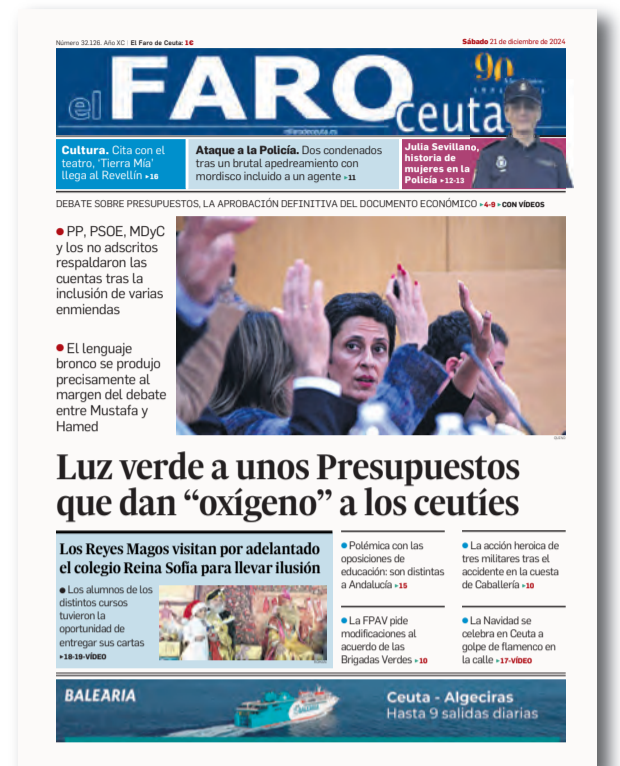 Número 32.126. Año XC | El Faro de Ceuta: 1€
Sábado 21 de diciembre de 2024
el FARO
ceuta
elfarodeceuta.es
90
Cultura. Cita con el
teatro, ‘Tierra Mía’
llega al Revellín ▸16
Ataque a la Policía. Dos condenados
tras un brutal apedreamiento con
mordisco incluido a un agente ▸11
Julia Sevillano,
historia de
mujeres en la
Policía ▸12-13
DEBATE SOBRE PRESUPUESTOS, LA APROBACIÓN DEFINITIVA DEL DOCUMENTO ECONÓMICO ▸4-9 ▸CON VÍDEOS
● PP, PSOE, MDyC
y los no adscritos
respaldaron las
cuentas tras la
inclusión de varias
enmiendas
● El lenguaje
bronco se produjo
precisamente al
margen del debate
entre Mustafa y
Hamed
Luz verde a unos Presupuestos
que dan “oxígeno” a los ceutíes
Los Reyes Magos visitan por adelantado
el colegio Reina Sofía para llevar ilusión
● Los alumnos de los
distintos cursos
tuvieron la
oportunidad de
entregar sus cartas
▸18-19-VÍDEO
● Polémica con las
oposiciones de
educación: son distintas
a Andalucía ▸15
● La acción heroica de
tres militares tras el
accidente en la cuesta
de Caballería ▸10
● La FPAV pide
modificaciones al
acuerdo de las
Brigadas Verdes ▸10
● La Navidad se
celebra en Ceuta a
golpe de flamenco en
la calle ▸17-VÍDEO
BALEARIA
Ceuta - Algeciras
Hasta 9 salidas diarias